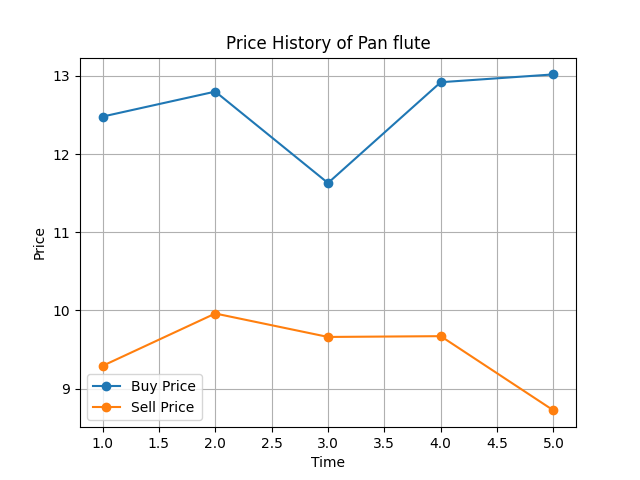 Price History of Pan flute
Price
13
12
11
10
9
Buy Price
Sell Price
1.0 1.5 2.0 2.5 3.0 3.5 4.0 4.5 5.0
Time